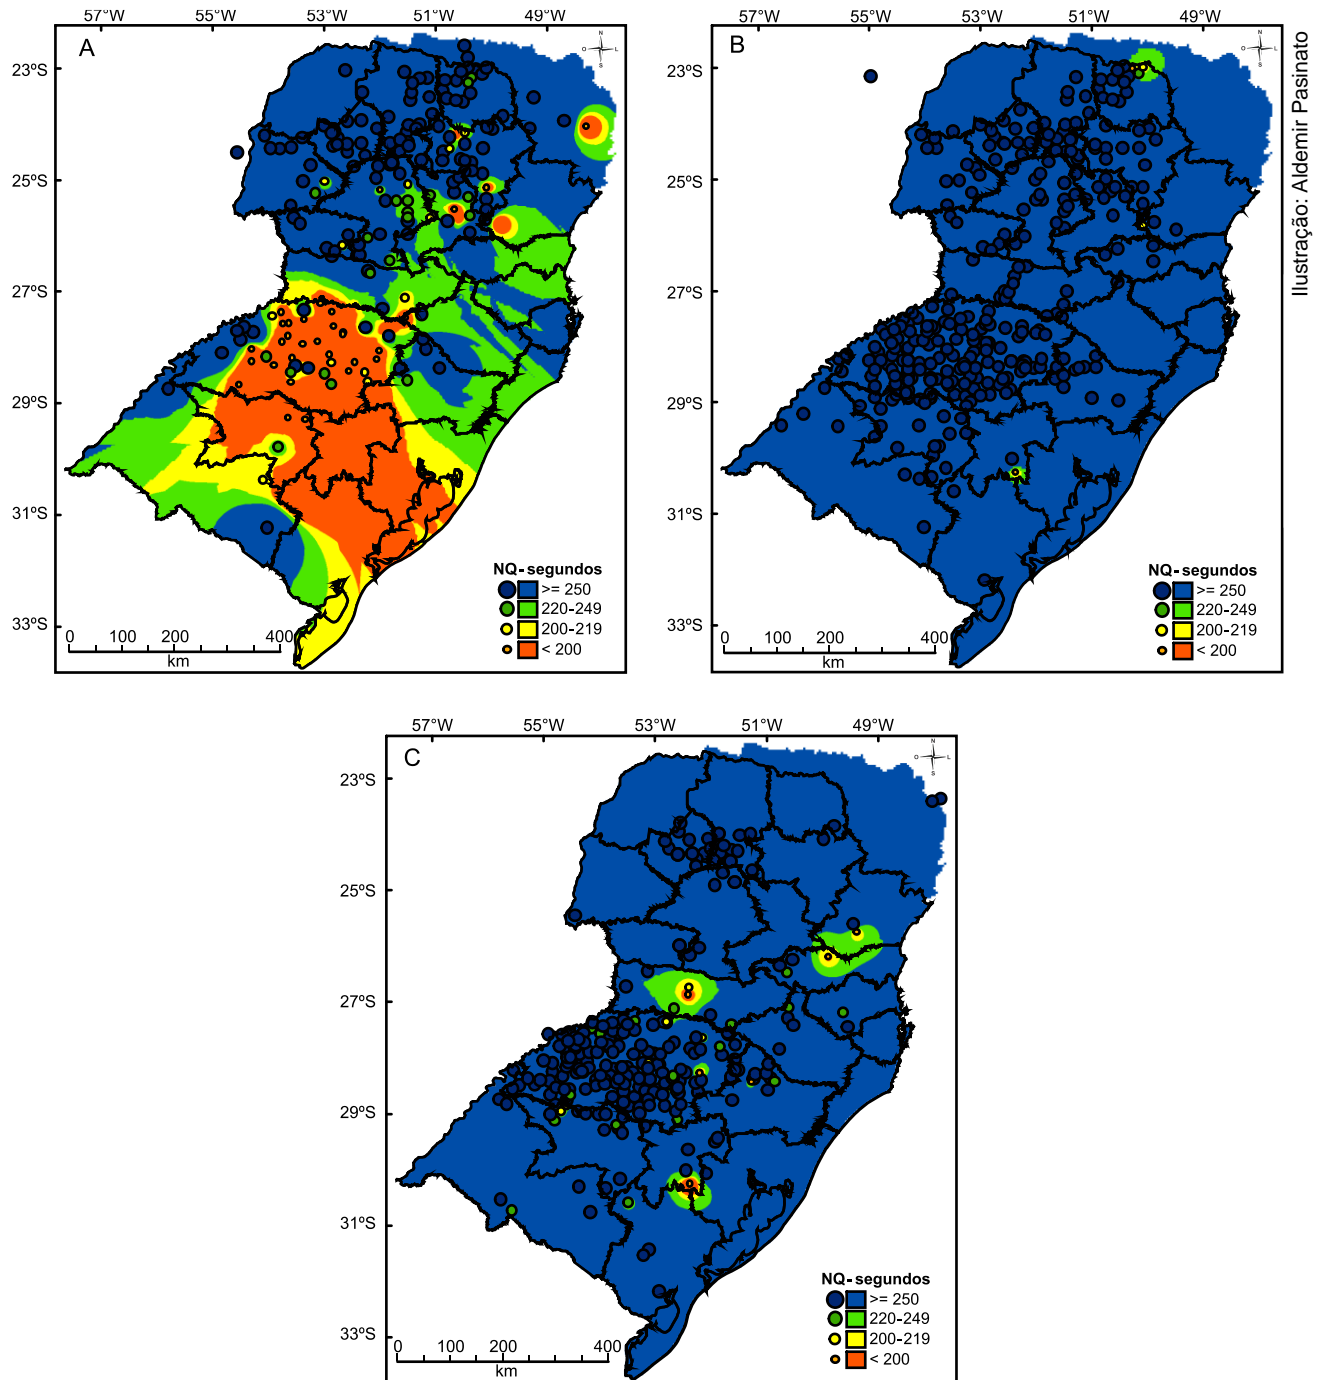 57°W 55°W 53°W 51°W 49°W
A
N
O L
S
23°S
25°S
27°S
29°S
31°S
33°S
NQ-segundos
>= 250
220-249
200-219
< 200
0 100 200 400
km
57°W 55°W 53°W 51°W 49°W
B
N
O L
S
23°S
25°S
27°S
29°S
31°S
33°S
NQ-segundos
>= 250
220-249
200-219
< 200
0 100 200 400
km
Ilustração: Aldemir Pasinato
57°W 55°W 53°W 51°W 49°W
C
N
O L
S
23°S
25°S
27°S
29°S
31°S
33°S
NQ-segundos
>= 250
220-249
200-219
< 200
0 100 200 400
km